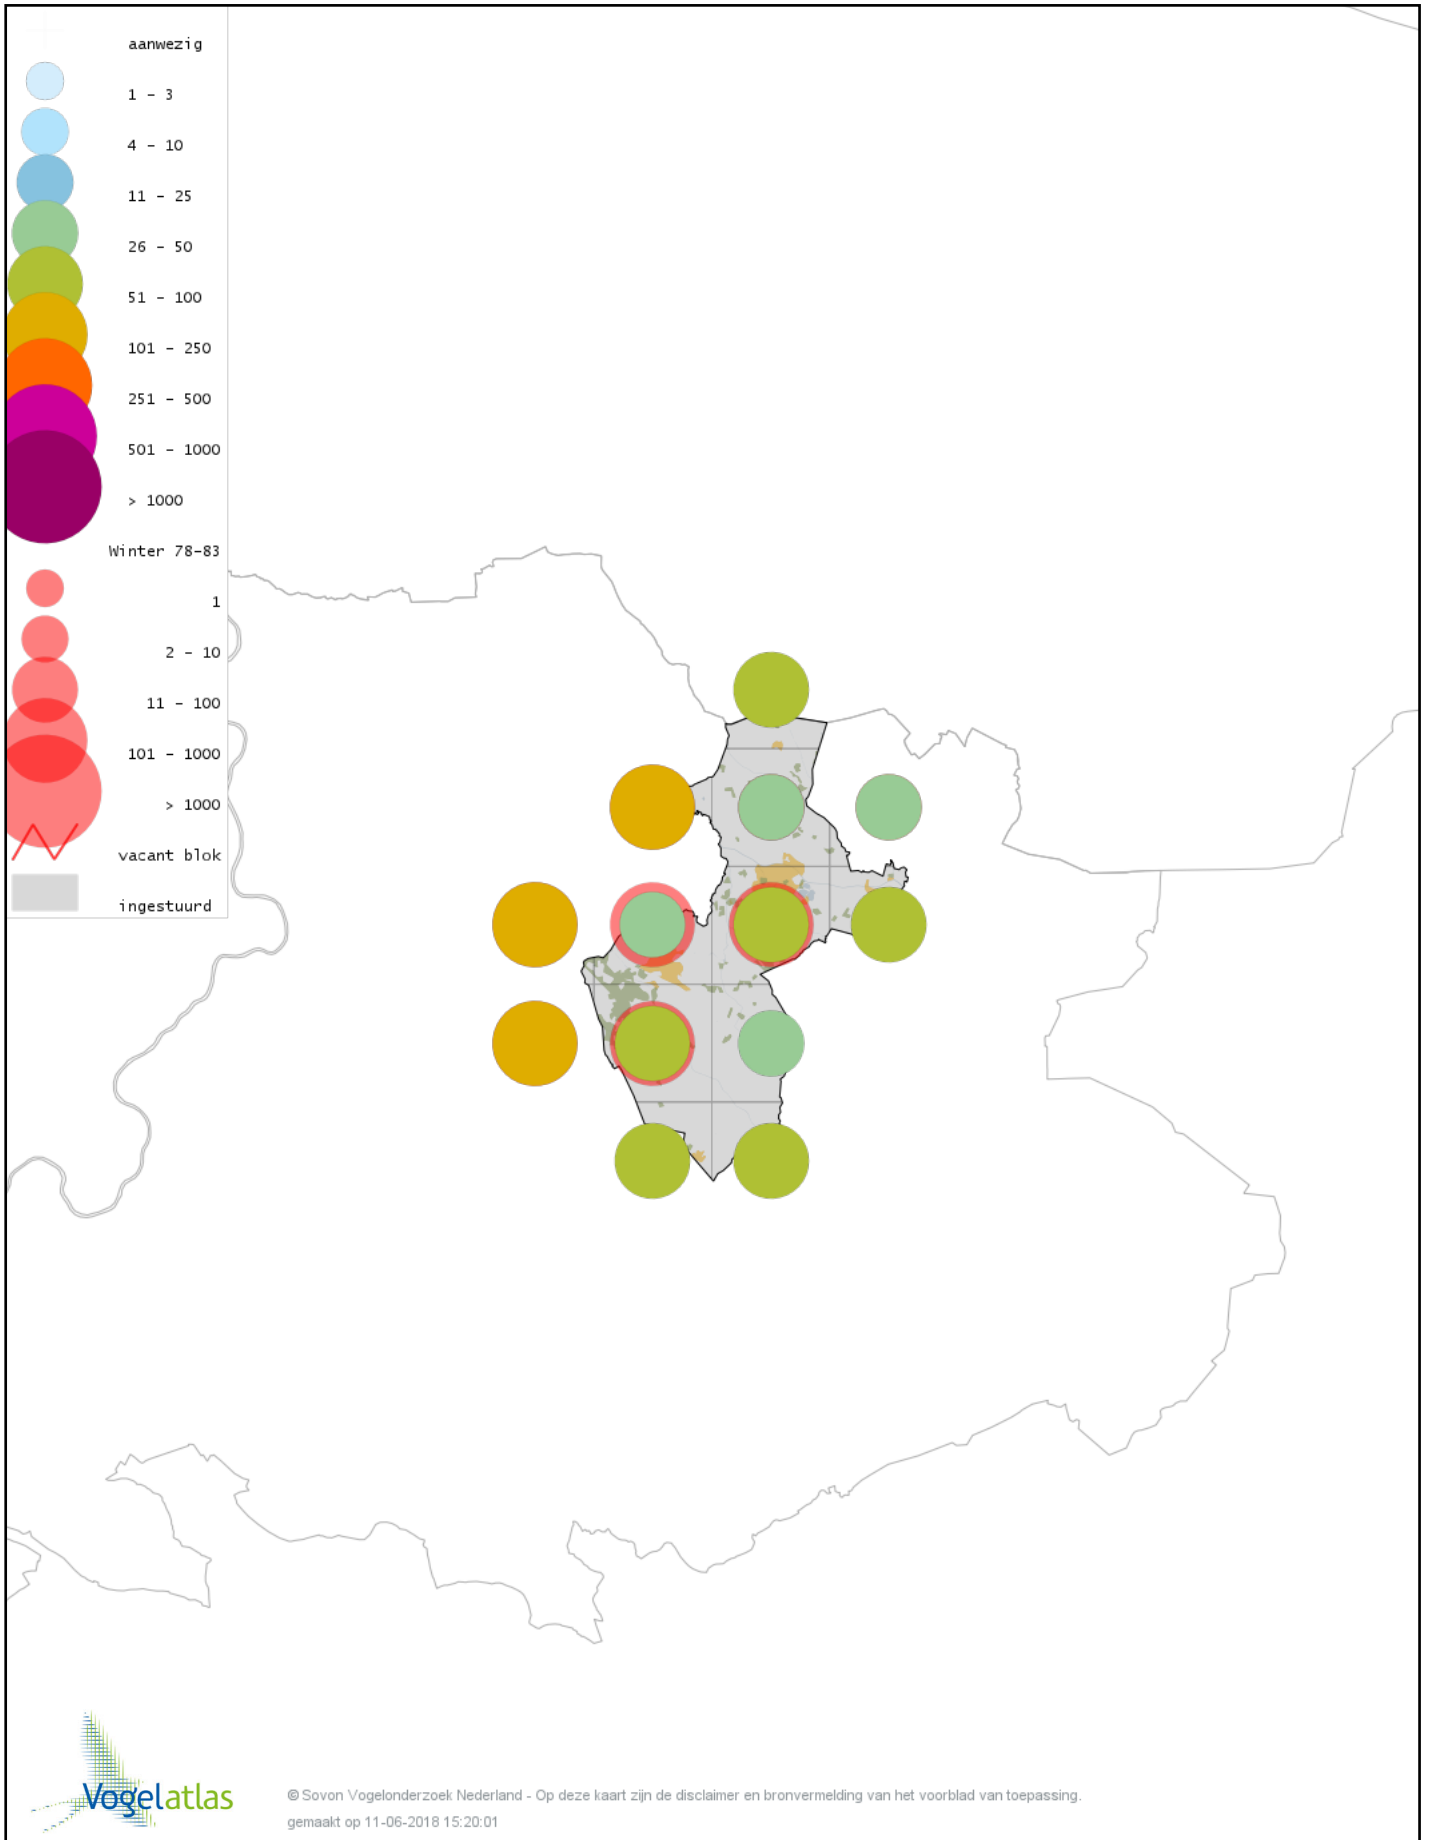 aanwezig
1 - 3
4 - 10
11 - 25
26 - 50
51 - 100
101 - 250
251 - 500
501 - 1000
> 1000
Winter 78-83
1
2 - 10
11 - 100
101 - 1000
> 1000
vacant blok
ingestuurd
Vogelatlas
© Sovon Vogelonderzoek Nederland - Op deze kaart zijn de disclaimer en bronvermelding van het voorblad van toepassing.
gemaakt op 11-06-2018 15:20:01